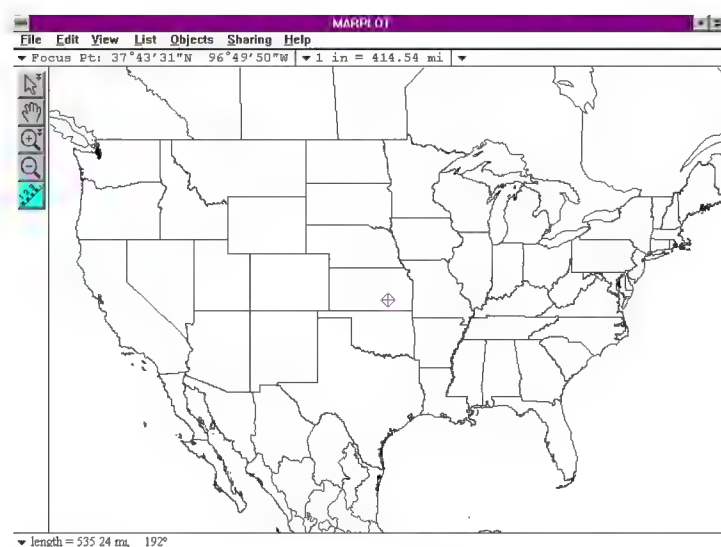 MARPLOT
File Edit View List Objects Sharing Help
Focus Pt: 37°43'31"N 96°49'50"W 1 in = 414.54 mi
length = 535 24 mi, 192°